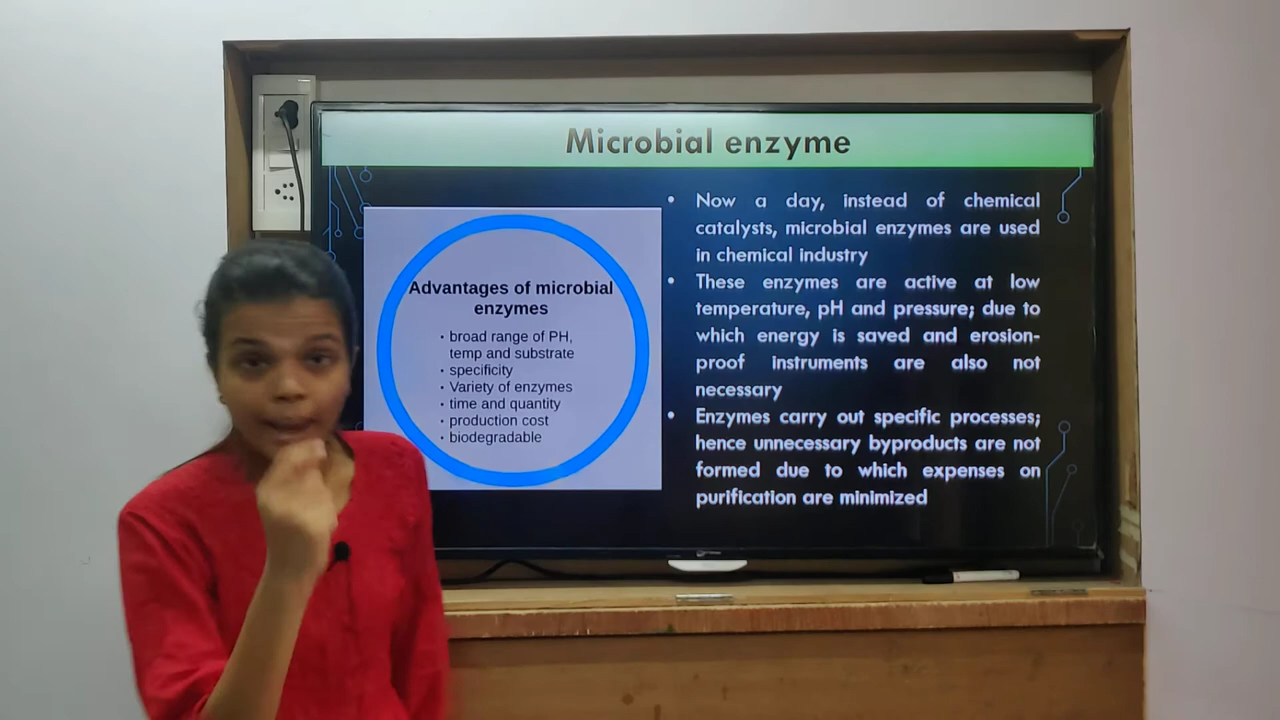 Microbial enzyme
Advantages of microbial
enzymes
• broad range of PH,
temp and substrate
• specificity
• Variety of enzymes
• time and quantity
• production cost
• biodegradable
• Now a day, instead of chemical
catalysts, microbial enzymes are used
in chemical industry
• These enzymes are active at low
temperature, pH and pressure; due to
which energy is saved and erosion-
proof instruments are also not
necessary
• Enzymes carry out specific processes;
hence unnecessary byproducts are not
formed due to which expenses on
purification are minimized